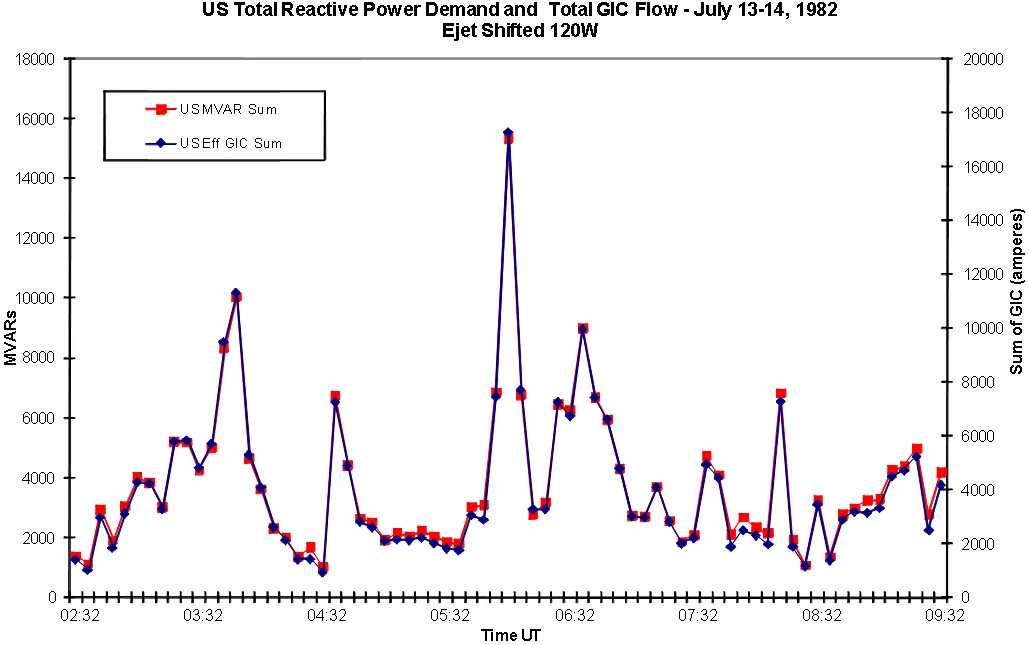 US Total Reactive Power Demand and Total GIC Flow - July 13-14, 1982
Ejet Shifted 120W
18000
16000
14000
12000
10000
8000
6000
4000
2000
0
MVARs
USMVAR Sum
USEff GIC Sum
20000
18000
16000
14000
12000
10000
8000
6000
4000
2000
0
Sum of GIC (amperes)
02:32 03:32 04:32 05:32 06:32 07:32 08:32 09:32
Time UT